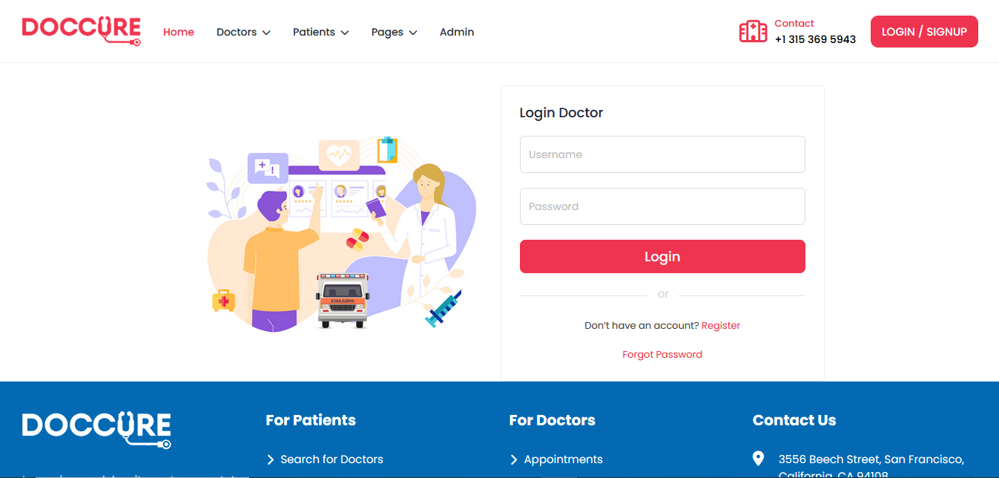 DOCCURE
Home
Doctors
Patients
Pages
Admin
Contact
+1 315 369 5943
LOGIN / SIGNUP
Login Doctor
Username
Password
Login
or
Don't have an account? Register
Forgot Password
AMBULANCE
DOCCURE
For Patients
For Doctors
Contact Us
Search for Doctors
Appointments
3556 Beech Street, San Francisco,
California, CA 94108